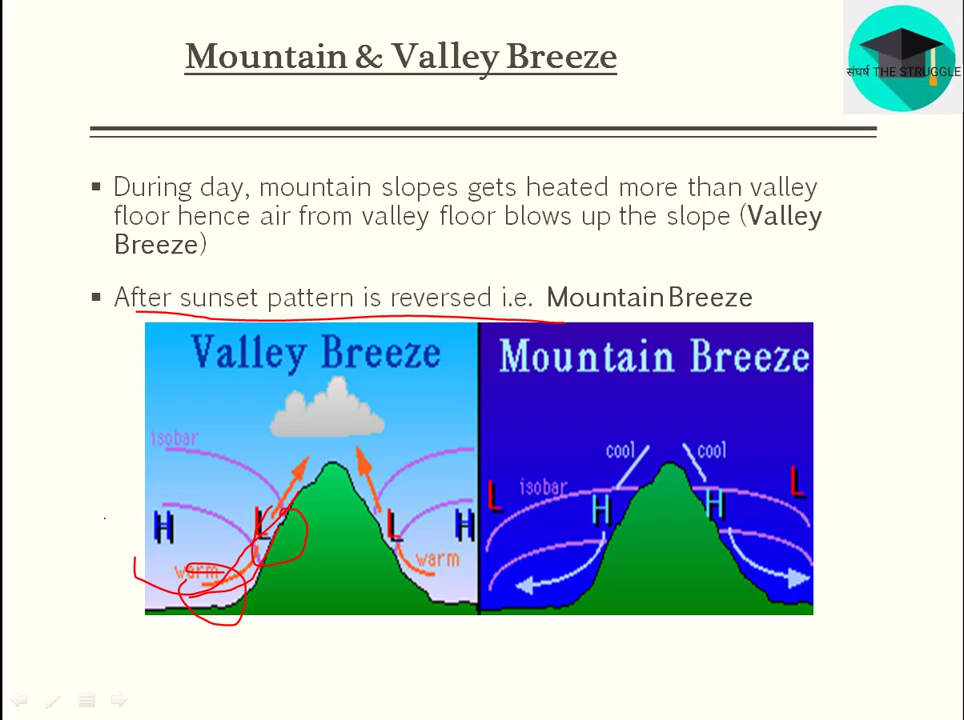 Mountain & Valley Breeze
संघर्ष THE STRUGGLE
During day, mountain slopes gets heated more than valley
floor hence air from valley floor blows up the slope (Valley
Breeze)
After sunset pattern is reversed i.e. Mountain Breeze
Valley Breeze
isobar
H
L
L
H
warm
warm
Mountain Breeze
cool
cool
L
isobar
H
H
L